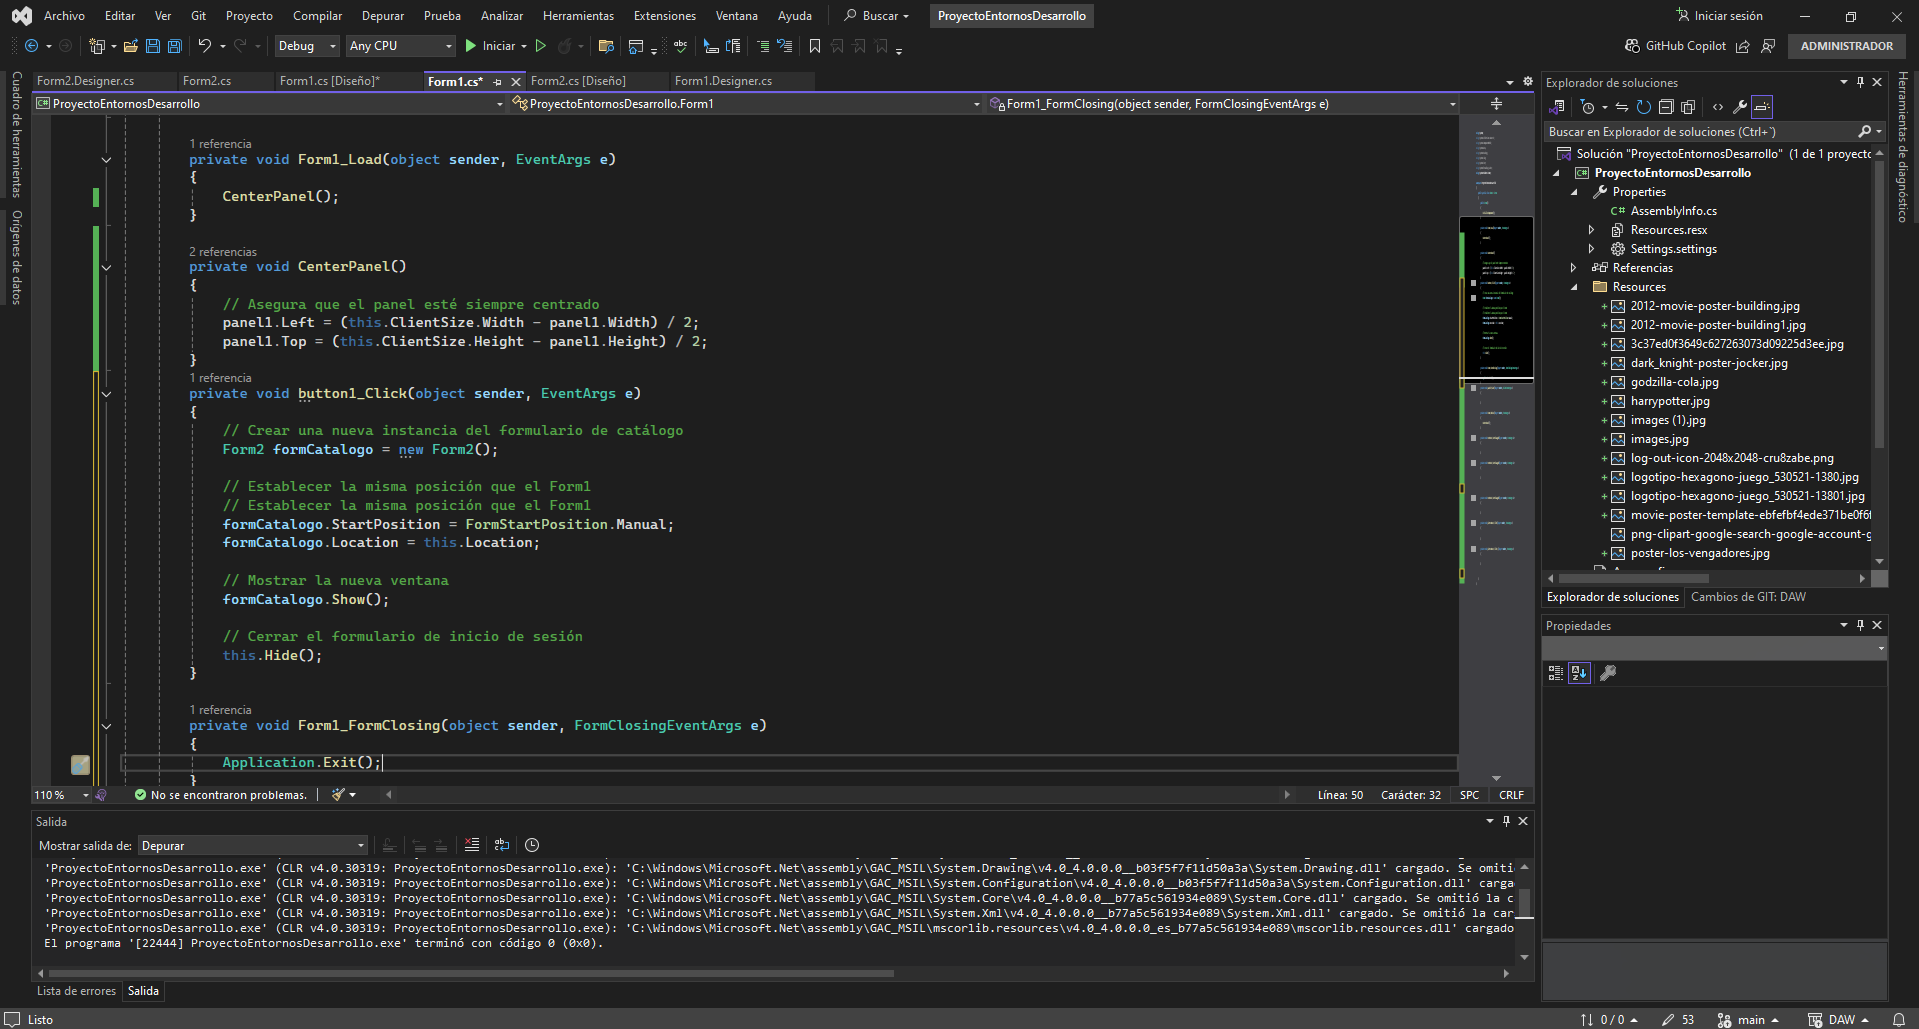 Archivo Editar Ver Git Proyecto Compilar Depurar Prueba Analizar Herramientas Extensiones Ventana Ayuda Buscar ProyectoEntornosDesarrollo Iniciar sesión
Debug Any CPU Iniciar GitHub Copilot ADMINISTRADOR
Form2.Designer.cs Form2.cs Form1.cs [Diseño]* Form1.cs* Form2.cs [Diseño] Form1.Designer.cs
ProyectoEntornosDesarrollo ProyectoEntornosDesarrollo.Form1 Form1_FormClosing(object sender, FormClosingEventArgs e)
Cuadro de herramientas
Orígenes de datos
1 referencia
private void Form1_Load(object sender, EventArgs e)
{
CenterPanel();
}
2 referencias
private void CenterPanel()
{
// Asegura que el panel esté siempre centrado
panel1.Left = (this.ClientSize.Width - panel1.Width) / 2;
panel1.Top = (this.ClientSize.Height - panel1.Height) / 2;
}
1 referencia
private void button1_Click(object sender, EventArgs e)
{
// Crear una nueva instancia del formulario de catálogo
Form2 formCatalogo = new Form2();
// Establecer la misma posición que el Form1
// Establecer la misma posición que el Form1
formCatalogo.StartPosition = FormStartPosition.Manual;
formCatalogo.Location = this.Location;
// Mostrar la nueva ventana
formCatalogo.Show();
// Cerrar el formulario de inicio de sesión
this.Hide();
}
1 referencia
private void Form1_FormClosing(object sender, FormClosingEventArgs e)
{
Application.Exit();
}
110 % No se encontraron problemas. Línea: 50 Carácter: 32 SPC CRLF
Salida
Mostrar salida de: Depurar
'ProyectoEntornosDesarrollo.exe' (CLR v4.0.30319: ProyectoEntornosDesarrollo.exe): 'C:\Windows\Microsoft.Net\assembly\GAC_MSIL\System.Drawing\v4.0_4.0.0.0__b03f5f7f11d50a3a\System.Drawing.dll' cargado. Se omiti
'ProyectoEntornosDesarrollo.exe' (CLR v4.0.30319: ProyectoEntornosDesarrollo.exe): 'C:\Windows\Microsoft.Net\assembly\GAC_MSIL\System.Configuration\v4.0_4.0.0.0__b03f5f7f11d50a3a\System.Configuration.dll' carga
'ProyectoEntornosDesarrollo.exe' (CLR v4.0.30319: ProyectoEntornosDesarrollo.exe): 'C:\Windows\Microsoft.Net\assembly\GAC_MSIL\System.Core\v4.0_4.0.0.0__b77a5c561934e089\System.Core.dll' cargado. Se omitió la c
'ProyectoEntornosDesarrollo.exe' (CLR v4.0.30319: ProyectoEntornosDesarrollo.exe): 'C:\Windows\Microsoft.Net\assembly\GAC_MSIL\System.Xml\v4.0_4.0.0.0__b77a5c561934e089\System.Xml.dll' cargado. Se omitió la car
'ProyectoEntornosDesarrollo.exe' (CLR v4.0.30319: ProyectoEntornosDesarrollo.exe): 'C:\Windows\Microsoft.Net\assembly\GAC_MSIL\mscorlib.resources\v4.0_4.0.0.0_es_b77a5c561934e089\mscorlib.resources.dll' cargado
El programa '[22444] ProyectoEntornosDesarrollo.exe' terminó con código 0 (0x0).
Lista de errores Salida
Explorador de soluciones
Buscar en Explorador de soluciones (Ctrl+`)
Solución "ProyectoEntornosDesarrollo" (1 de 1 proyecto
ProyectoEntornosDesarrollo
Properties
AssemblyInfo.cs
Resources.resx
Settings.settings
Referencias
Resources
2012-movie-poster-building.jpg
2012-movie-poster-building1.jpg
3c37ed0f3649c627263073d09225d3ee.jpg
dark_knight-poster-jocker.jpg
godzilla-cola.jpg
harrypotter.jpg
images (1).jpg
images.jpg
log-out-icon-2048x2048-cru8zabe.png
logotipo-hexagono-juego_530521-1380.jpg
logotipo-hexagono-juego_530521-13801.jpg
movie-poster-template-ebfefbf4ede371be0f6f
png-clipart-google-search-google-account-g
poster-los-vengadores.jpg
Explorador de soluciones Cambios de GIT: DAW
Propiedades
Herramientas de diagnóstico
Listo 0 / 0 53 main DAW